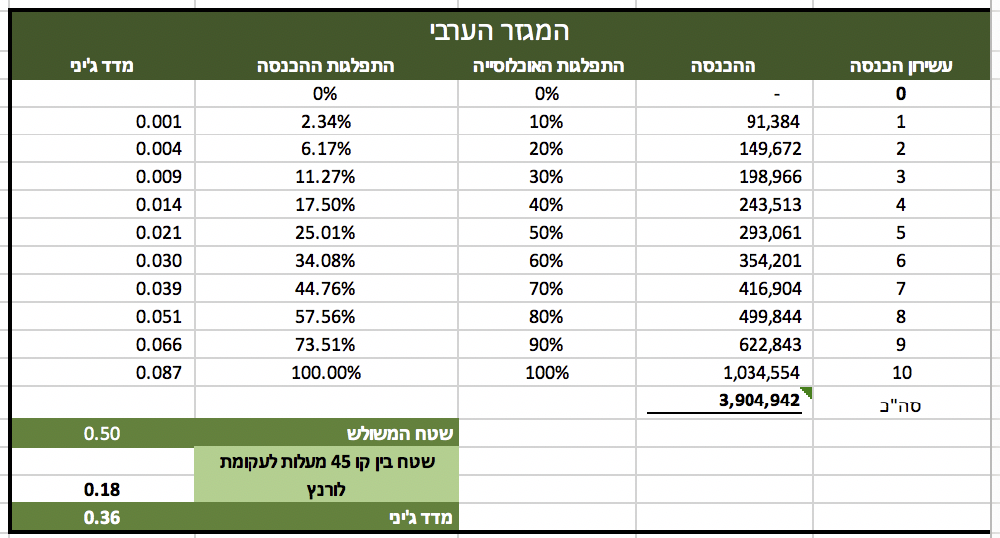 המגזר הערבי
עשירון הכנסה ההכנסה התפלגות האוכלוסייה התפלגות ההכנסה מדד ג'יני
0 - 0% 0%
1 91,384 10% 2.34% 0.001
2 149,672 20% 6.17% 0.004
3 198,966 30% 11.27% 0.009
4 243,513 40% 17.50% 0.014
5 293,061 50% 25.01% 0.021
6 354,201 60% 34.08% 0.030
7 416,904 70% 44.76% 0.039
8 499,844 80% 57.56% 0.051
9 622,843 90% 73.51% 0.066
10 1,034,554 100% 100.00% 0.087
סה"כ 3,904,942
שטח המשולש 0.50
שטח בין קו 45 מעלות לעקומת
לורנץ 0.18
מדד ג'יני 0.36